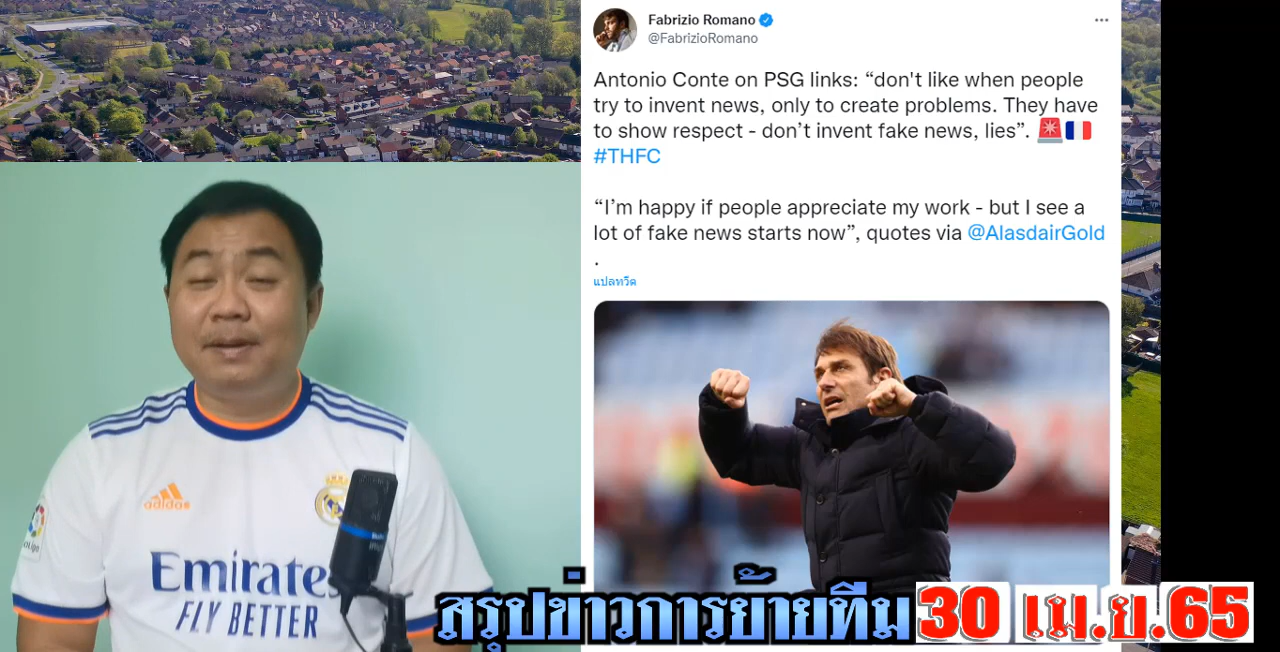 Fabrizio Romano
@FabrizioRomano
Antonio Conte on PSG links: “don't like when people
try to invent news, only to create problems. They have
to show respect - don’t invent fake news, lies”. 🚨🇫🇷
#THFC
“I’m happy if people appreciate my work - but I see a
lot of fake news starts now”, quotes via @AlasdairGold
.
แปลทวีต
adidas
Emirates
FLY BETTER
สรุปข่าวการย้ายทีม 30 เม.ย.65